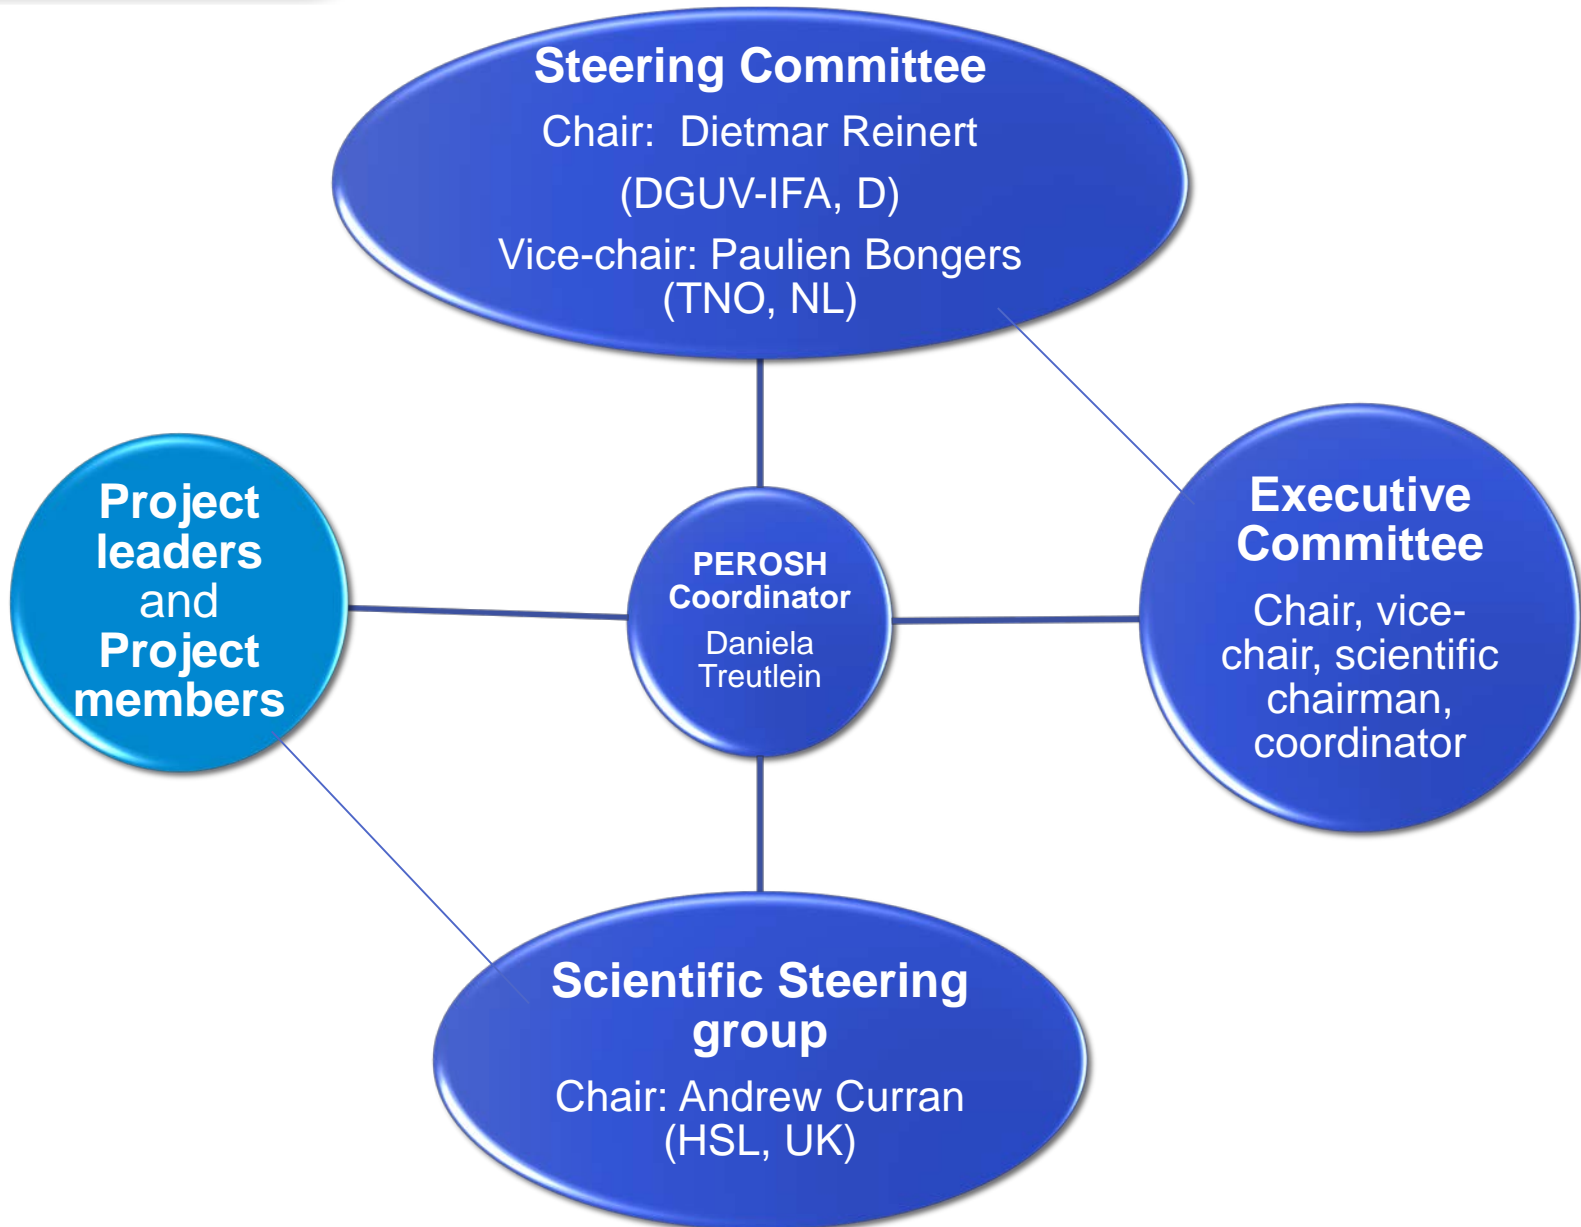 Steering Committee
Chair: Dietmar Reinert
(DGUV-IFA, D)
Vice-chair: Paulien Bongers
(TNO, NL)
Project
leaders
and
Project
members
PEROSH
Coordinator
Daniela
Treutlein
Executive
Committee
Chair, vice-
chair, scientific
chairman,
coordinator
Scientific Steering
group
Chair: Andrew Curran
(HSL, UK)